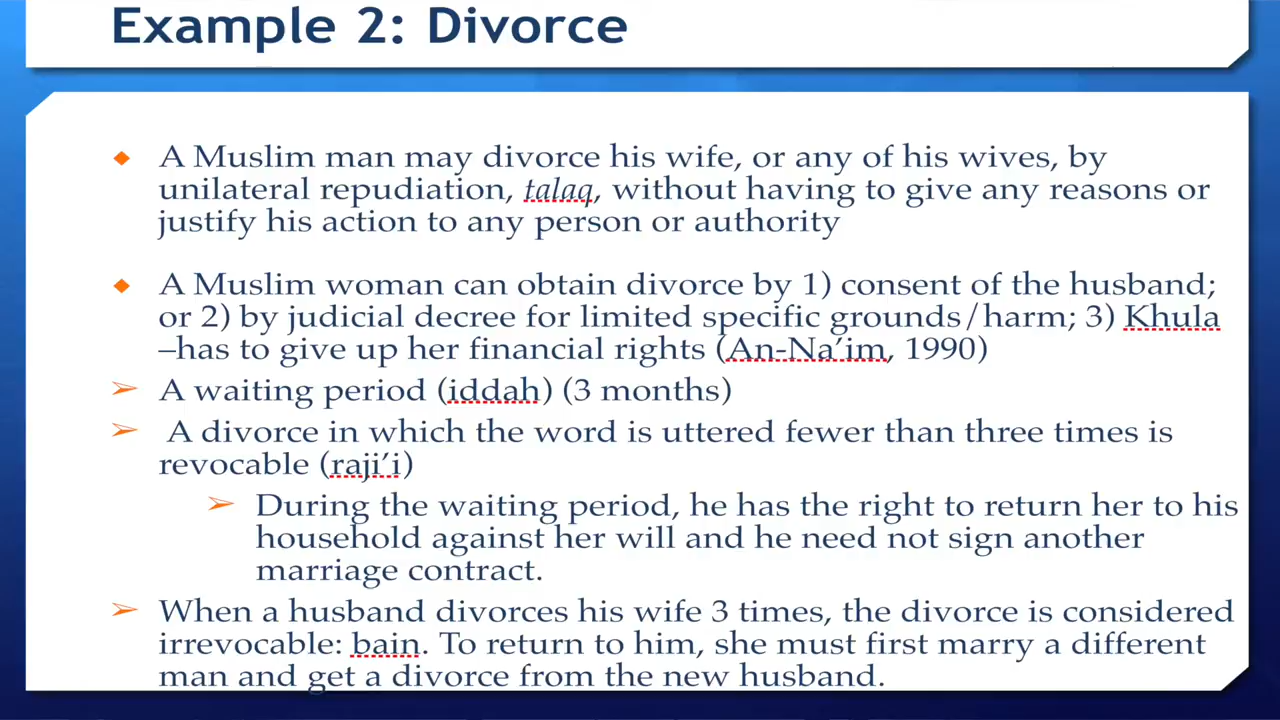 Example 2: Divorce
A Muslim man may divorce his wife, or any of his wives, by
unilateral repudiation, talaq, without having to give any reasons or
justify his action to any person or authority
A Muslim woman can obtain divorce by 1) consent of the husband;
or 2) by judicial decree for limited specific grounds/harm; 3) Khula
–has to give up her financial rights (An-Na’im, 1990)
A waiting period (iddah) (3 months)
A divorce in which the word is uttered fewer than three times is
revocable (raji’i)
During the waiting period, he has the right to return her to his
household against her will and he need not sign another
marriage contract.
When a husband divorces his wife 3 times, the divorce is considered
irrevocable: bain. To return to him, she must first marry a different
man and get a divorce from the new husband.